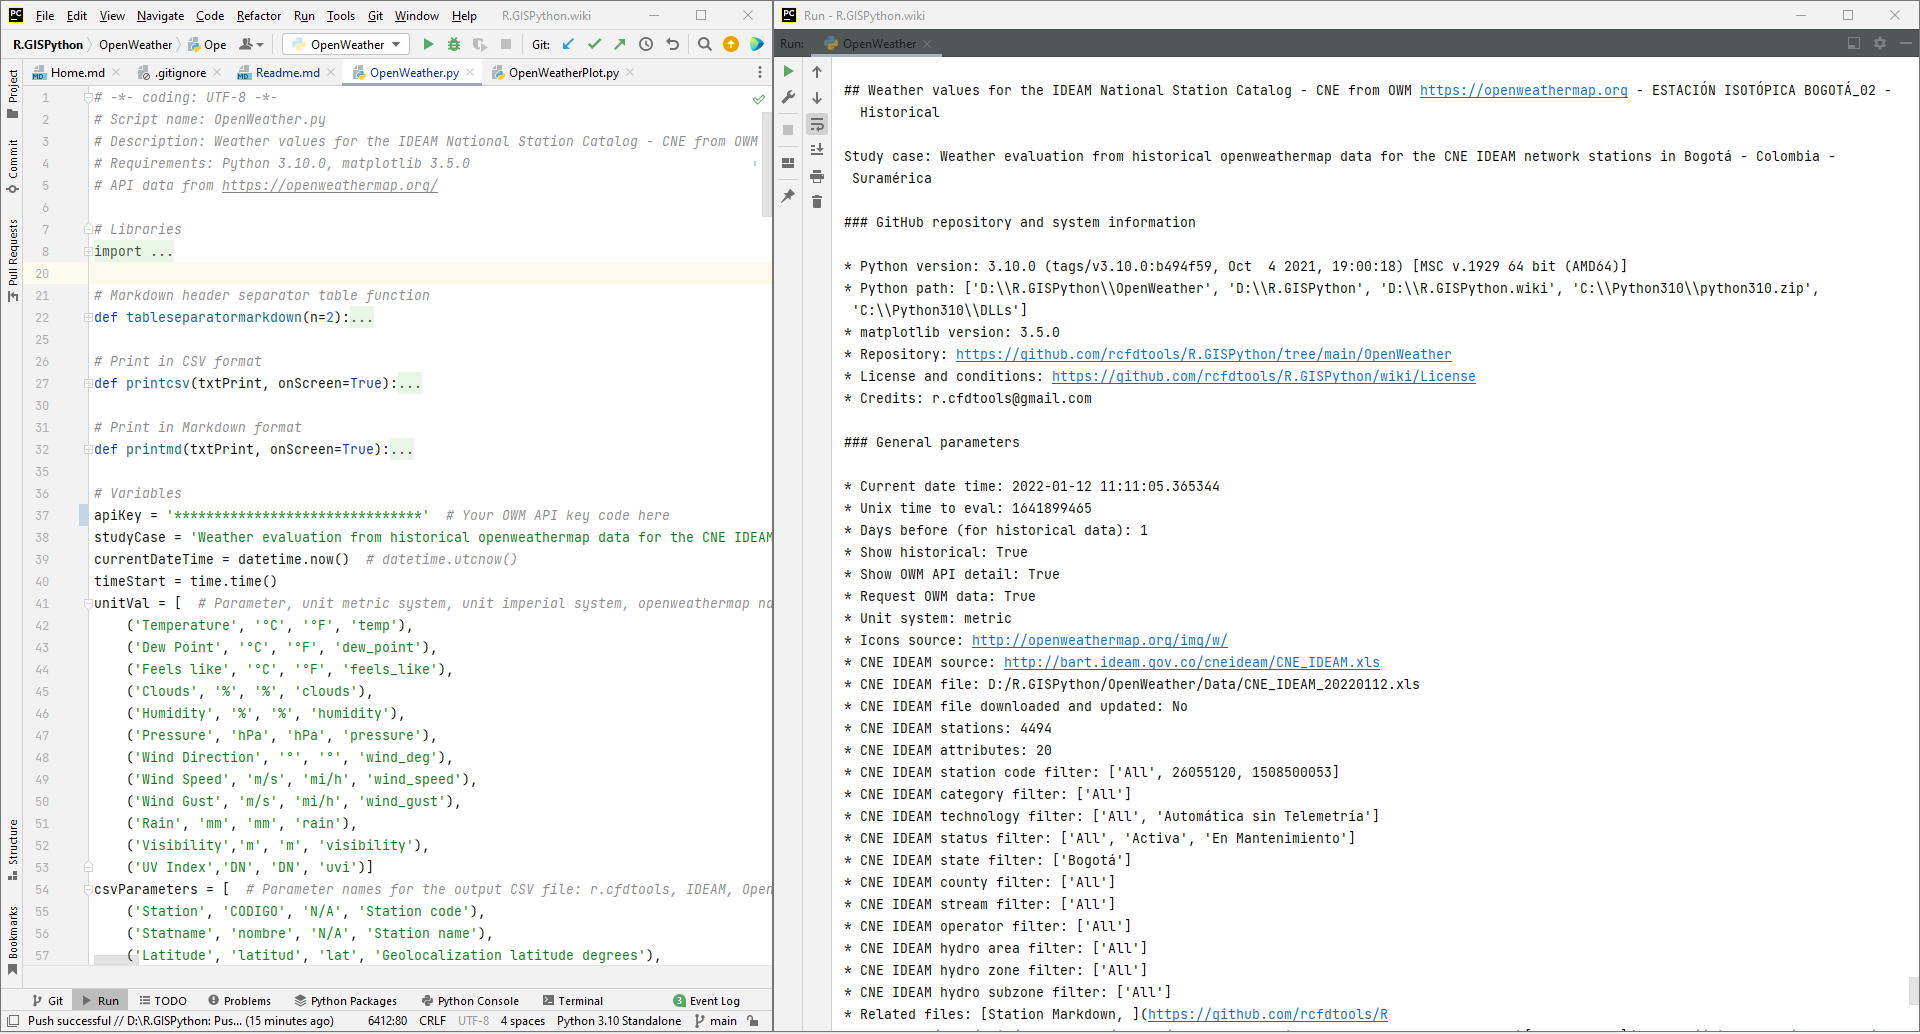 File Edit View Navigate Code Refactor Run Tools Git Window Help R.GISPython.wiki
R.GISPython OpenWeather Ope OpenWeather Git:
Home.md .gitignore Readme.md OpenWeather.py OpenWeatherPlot.py
Project
Commit
Pull Requests
Structure
Bookmarks
1 # -*- coding: UTF-8 -*-
2 # Script name: OpenWeather.py
3 # Description: Weather values for the IDEAM National Station Catalog - CNE from OWM
4 # Requirements: Python 3.10.0, matplotlib 3.5.0
5 # API data from https://openweathermap.org/
6
7 # Libraries
8 import ...
20
21 # Markdown header separator table function
22 def tableseparatormarkdown(n=2):...
25
26 # Print in CSV format
27 def printcsv(txtPrint, onScreen=True):...
30
31 # Print in Markdown format
32 def printmd(txtPrint, onScreen=True):...
35
36 # Variables
37 apiKey = '*******************************' # Your OWM API key code here
38 studyCase = 'Weather evaluation from historical openweathermap data for the CNE IDEAM
39 currentDateTime = datetime.now() # datetime.utcnow()
40 timeStart = time.time()
41 unitVal = [ # Parameter, unit metric system, unit imperial system, openweathermap na
42 ('Temperature', '°C', '°F', 'temp'),
43 ('Dew Point', '°C', '°F', 'dew_point'),
44 ('Feels like', '°C', '°F', 'feels_like'),
45 ('Clouds', '%', '%', 'clouds'),
46 ('Humidity', '%', '%', 'humidity'),
47 ('Pressure', 'hPa', 'hPa', 'pressure'),
48 ('Wind Direction', '°', '°', 'wind_deg'),
49 ('Wind Speed', 'm/s', 'mi/h', 'wind_speed'),
50 ('Wind Gust', 'm/s', 'mi/h', 'wind_gust'),
51 ('Rain', 'mm', 'mm', 'rain'),
52 ('Visibility','m', 'm', 'visibility'),
53 ('UV Index','DN', 'DN', 'uvi')]
54 csvParameters = [ # Parameter names for the output CSV file: r.cfdtools, IDEAM, Open
55 ('Station', 'CODIGO', 'N/A', 'Station code'),
56 ('Statname', 'nombre', 'N/A', 'Station name'),
57 ('Latitude', 'latitud', 'lat', 'Geolocalization latitude degrees'),
Git Run TODO Problems Python Packages Python Console Terminal 3 Event Log
Push successful // D:\R.GISPython: Pus... (15 minutes ago) 6412:80 CRLF UTF-8 4 spaces Python 3.10 Standalone main
Run - R.GISPython.wiki
Run: OpenWeather
## Weather values for the IDEAM National Station Catalog - CNE from OWM https://openweathermap.org - ESTACIÓN ISOTÓPICA BOGOTÁ_02 -
Historical
Study case: Weather evaluation from historical openweathermap data for the CNE IDEAM network stations in Bogotá - Colombia -
Suramérica
### GitHub repository and system information
* Python version: 3.10.0 (tags/v3.10.0:b494f59, Oct  4 2021, 19:00:18) [MSC v.1929 64 bit (AMD64)]
* Python path: ['D:\\R.GISPython\\OpenWeather', 'D:\\R.GISPython', 'D:\\R.GISPython.wiki', 'C:\\Python310\\python310.zip',
'C:\\Python310\\DLLs']
* matplotlib version: 3.5.0
* Repository: https://github.com/rcfdtools/R.GISPython/tree/main/OpenWeather
* License and conditions: https://github.com/rcfdtools/R.GISPython/wiki/License
* Credits: r.cfdtools@gmail.com
### General parameters
* Current date time: 2022-01-12 11:11:05.365344
* Unix time to eval: 1641899465
* Days before (for historical data): 1
* Show historical: True
* Show OWM API detail: True
* Request OWM data: True
* Unit system: metric
* Icons source: http://openweathermap.org/img/w/
* CNE IDEAM source: http://bart.ideam.gov.co/cneideam/CNE_IDEAM.xls
* CNE IDEAM file: D:/R.GISPython/OpenWeather/Data/CNE_IDEAM_20220112.xls
* CNE IDEAM file downloaded and updated: No
* CNE IDEAM stations: 4494
* CNE IDEAM attributes: 20
* CNE IDEAM station code filter: ['All', 26055120, 1508500053]
* CNE IDEAM category filter: ['All']
* CNE IDEAM technology filter: ['All', 'Automática sin Telemetría']
* CNE IDEAM status filter: ['All', 'Activa', 'En Mantenimiento']
* CNE IDEAM state filter: ['Bogotá']
* CNE IDEAM county filter: ['All']
* CNE IDEAM stream filter: ['All']
* CNE IDEAM operator filter: ['All']
* CNE IDEAM hydro area filter: ['All']
* CNE IDEAM hydro zone filter: ['All']
* CNE IDEAM hydro subzone filter: ['All']
* Related files: [Station Markdown, ](https://github.com/rcfdtools/R